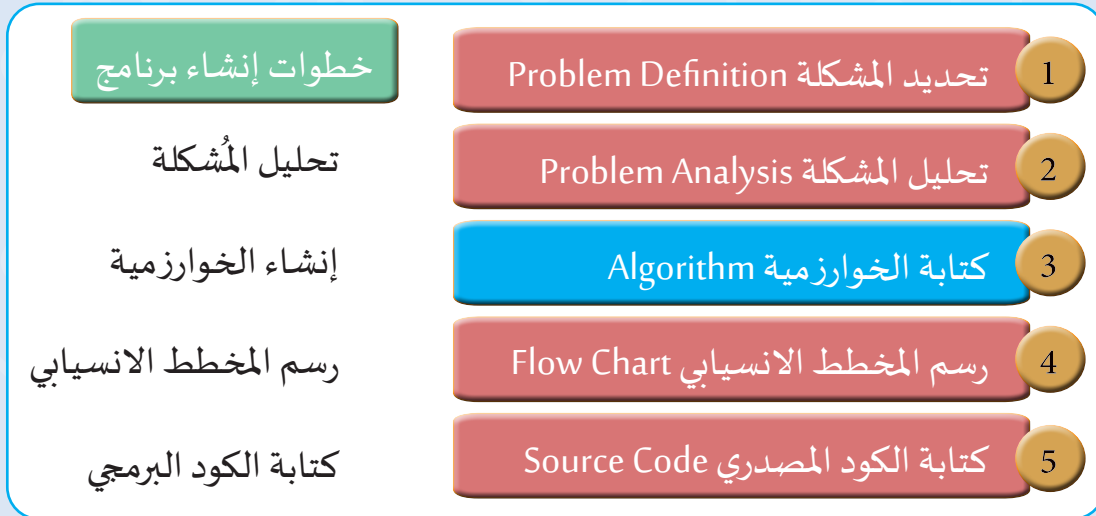 خطوات إنشاء برنامج
1 تحديد المشكلة Problem Definition
2 تحليل المشكلة Problem Analysis
تحليل المُشكلة
3 كتابة الخوارزمية Algorithm
إنشاء الخوارزمية
4 رسم المخطط الانسيابي Flow Chart
رسم المخطط الانسيابي
5 كتابة الكود المصدري Source Code
كتابة الكود البرمجي